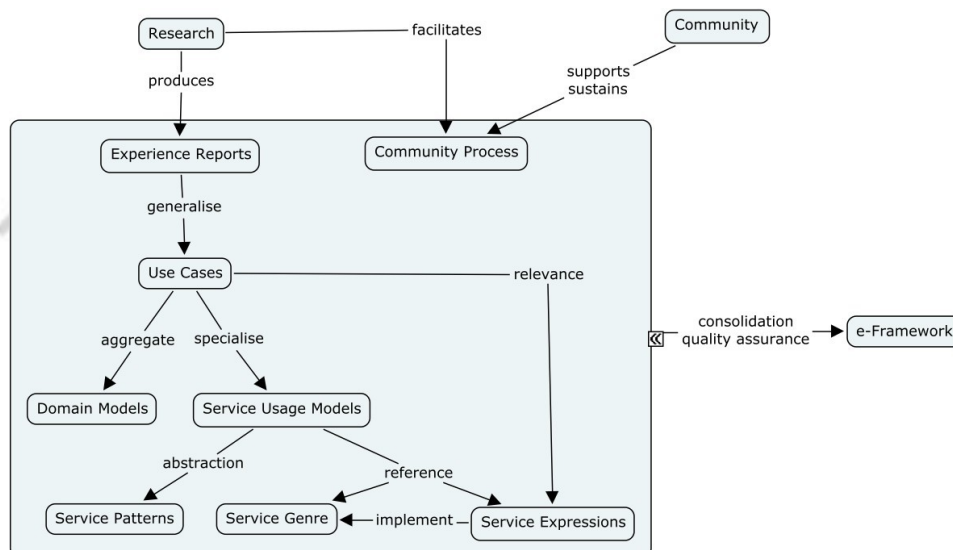 Research
facilitates
Community
supports
sustains
produces
Experience Reports
Community Process
generalise
Use Cases
relevance
consolidation
quality assurance
e-Framework
aggregate
specialise
Domain Models
Service Usage Models
abstraction
reference
Service Patterns
Service Genre
implement
Service Expressions